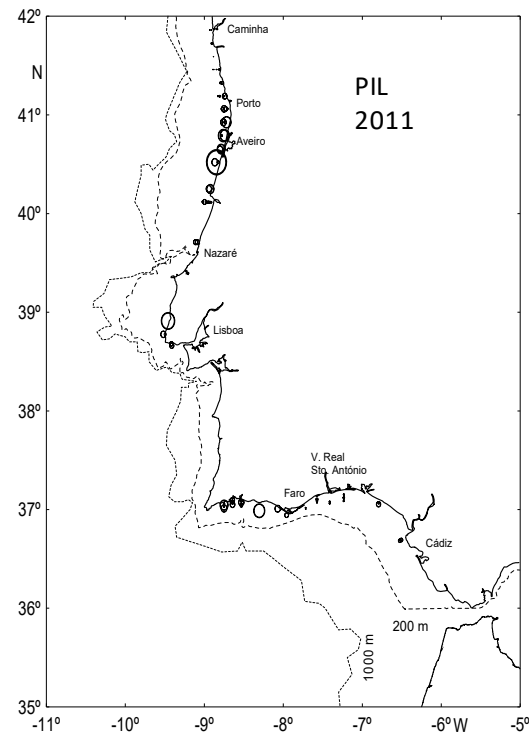 42º
Caminha
N
PIL
2011
41º
Porto
Aveiro
40º
Nazaré
39º
Lisboa
38º
V. Real
Sto. António
Faro
37º
Cádiz
36º
200 m
1000 m
35º
-11º
-10º
-9º
-8º
-7º
-6º W
-5º